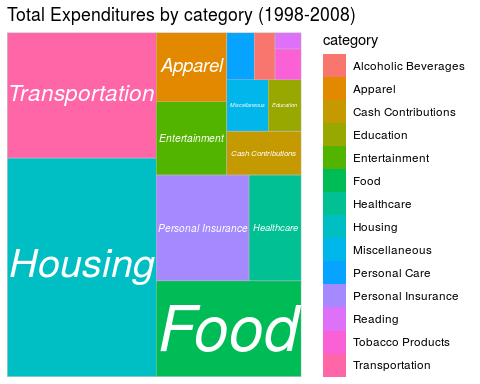 Total Expenditures by category (1998-2008)
Transportation
Apparel
Entertainment
Miscellaneous
Education
Cash Contributions
Housing
Personal Insurance
Healthcare
Food
category
Alcoholic Beverages
Apparel
Cash Contributions
Education
Entertainment
Food
Healthcare
Housing
Miscellaneous
Personal Care
Personal Insurance
Reading
Tobacco Products
Transportation